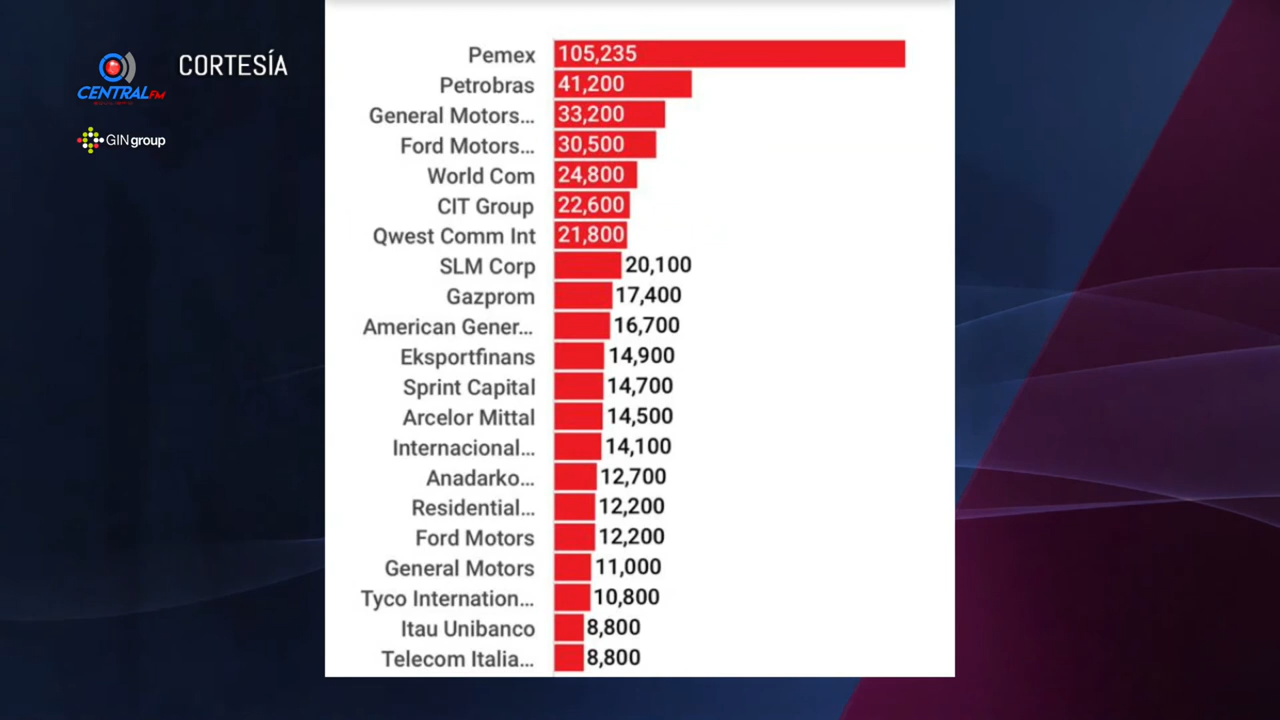 CORTESÍA
CENTRAL FM
GINgroup
Pemex 105,235
Petrobras 41,200
General Motors... 33,200
Ford Motors... 30,500
World Com 24,800
CIT Group 22,600
Qwest Comm Int 21,800
SLM Corp 20,100
Gazprom 17,400
American Gener... 16,700
Eksportfinans 14,900
Sprint Capital 14,700
Arcelor Mittal 14,500
Internacional... 14,100
Anadarko... 12,700
Residential... 12,200
Ford Motors 12,200
General Motors 11,000
Tyco Internation... 10,800
Itau Unibanco 8,800
Telecom Italia... 8,800